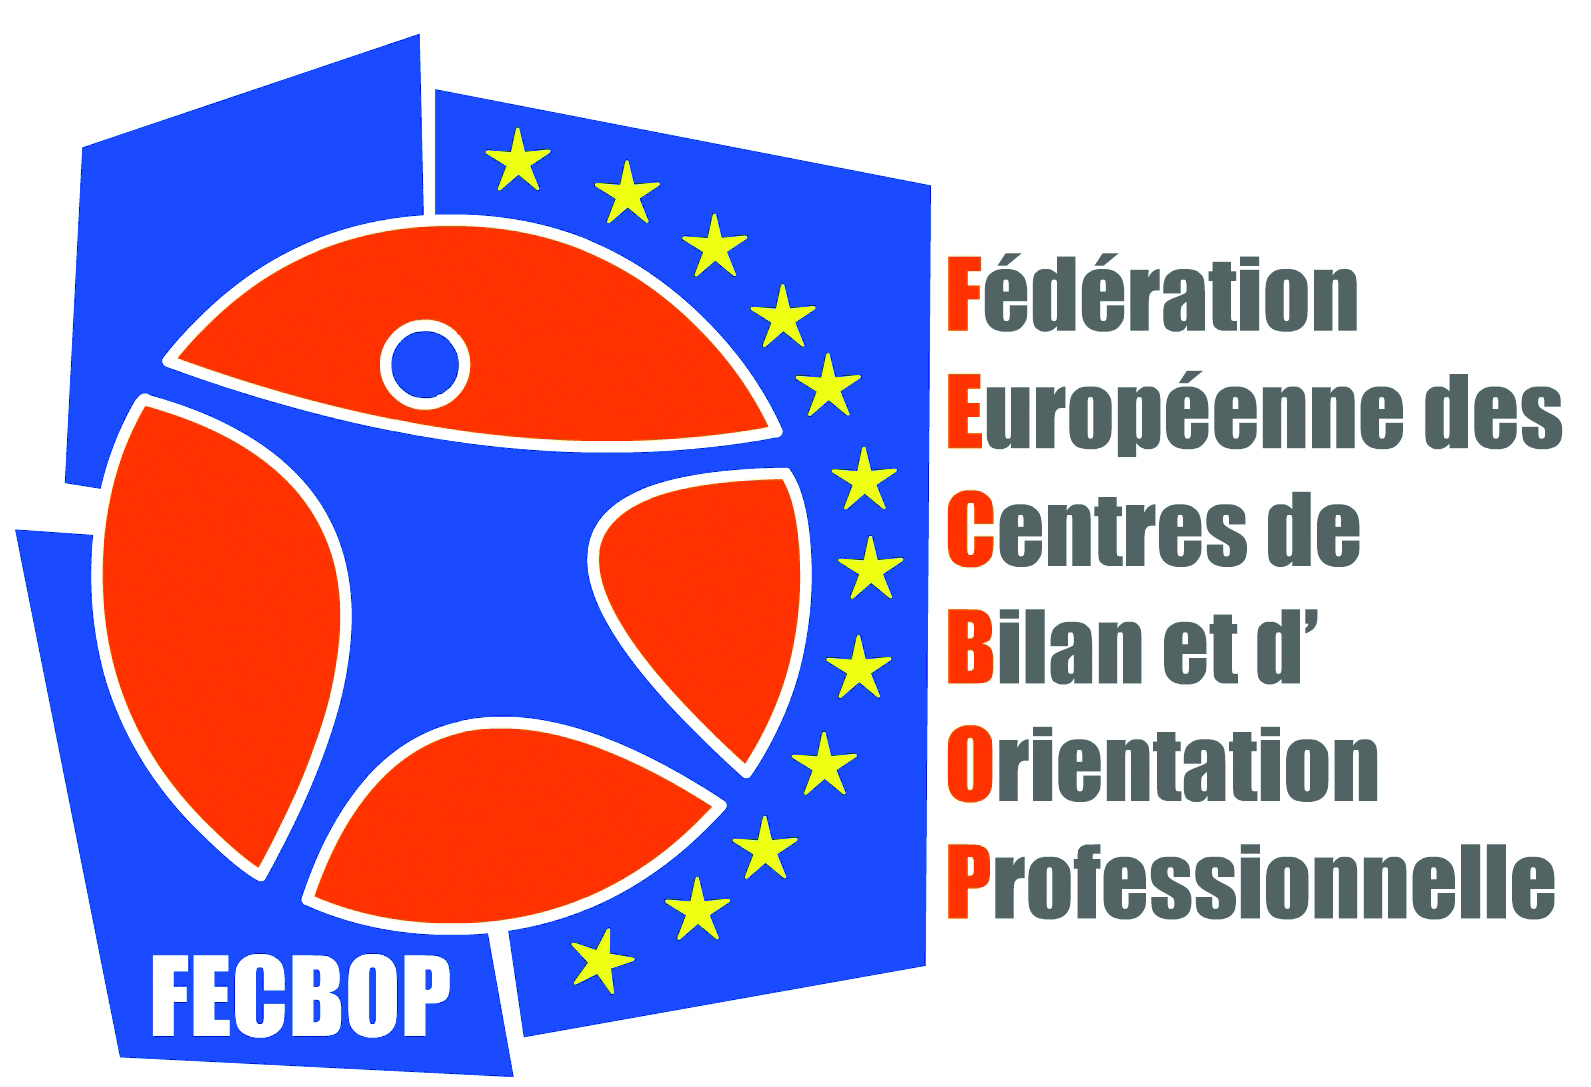 Fédération
Européenne des
Centres de
Bilan et d’
Orientation
Professionnelle
FECBOP